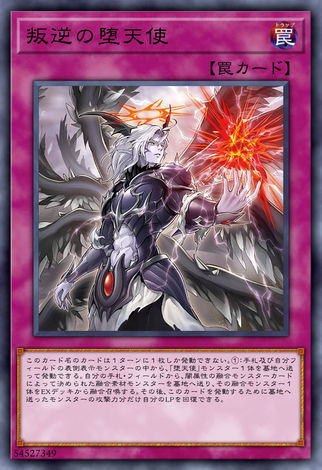 叛逆の堕天使
トラップ
罠
【罠カード】
このカード名のカードは1ターンに1枚しか発動できない。①：手札及び自分フ
ィールドの表側表示モンスターの中から、「堕天使」モンスター1体を墓地へ送
って発動できる。自分の手札・フィールドから、闇属性の融合モンスターカード
によって決められた融合素材モンスターを墓地へ送り、その融合モンスター1
体をEXデッキから融合召喚する。その後、このカードを発動するために墓地へ
送ったモンスターの攻撃力分だけ自分のLPを回復できる。
54527349